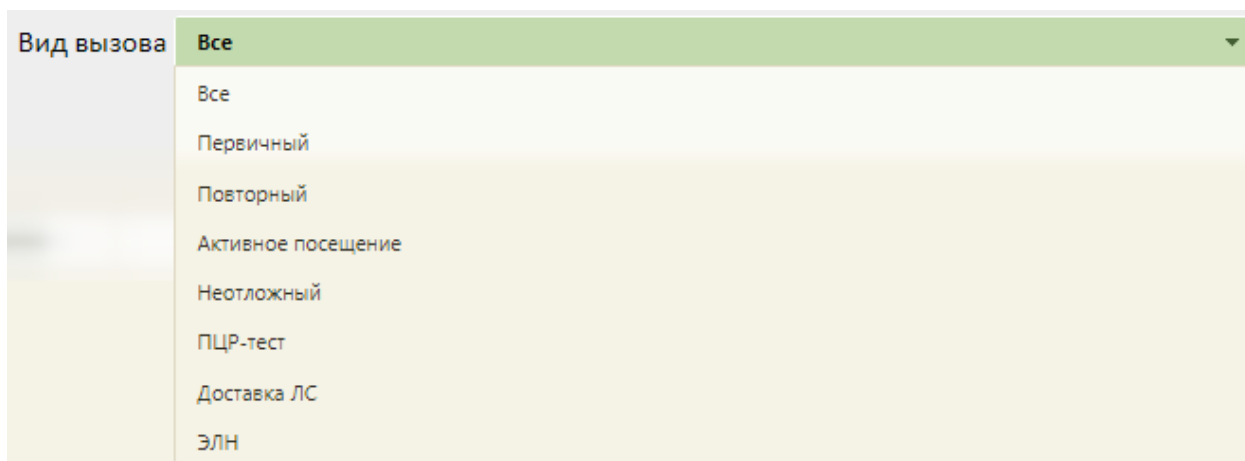 Вид вызова Все
Все
Первичный
Повторный
Активное посещение
Неотложный
ПЦР-тест
Доставка ЛС
ЭЛН